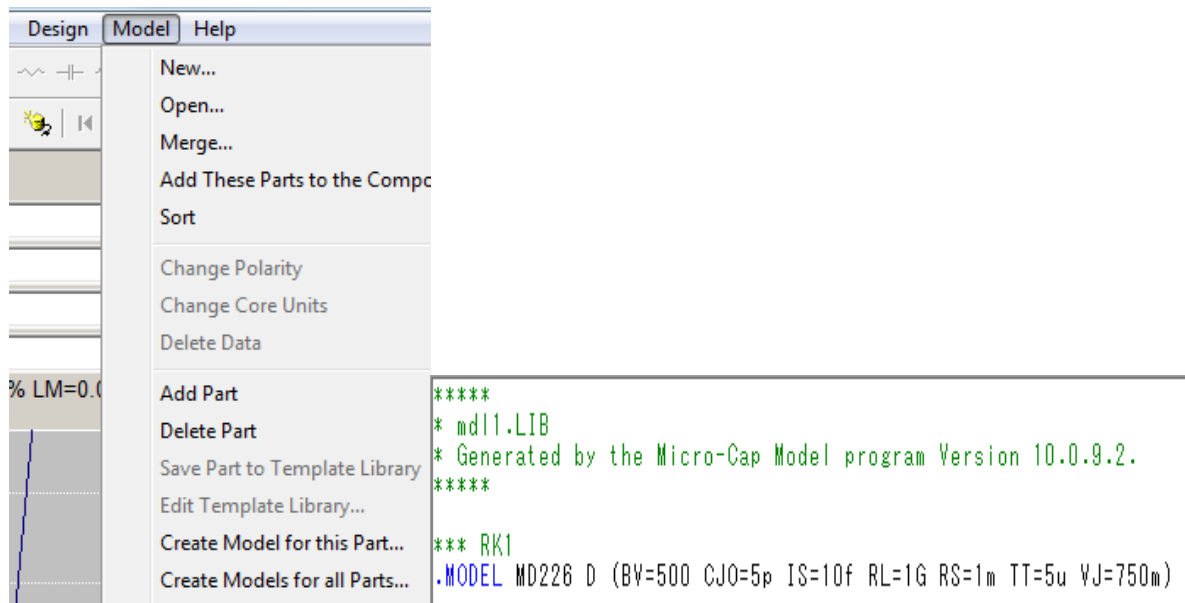 Design Model Help
New...
Open...
Merge...
Add These Parts to the Compo
Sort
Change Polarity
Change Core Units
Delete Data
% LM=0.0
Add Part
Delete Part
Save Part to Template Library
Edit Template Library...
Create Model for this Part...
Create Models for all Parts...
*****
* mdl1.LIB
* Generated by the Micro-Cap Model program Version 10.0.9.2.
*****
*** RK1
.MODEL MD226 D (BV=500 CJO=5p IS=10f RL=1G RS=1m TT=5u VJ=750m)